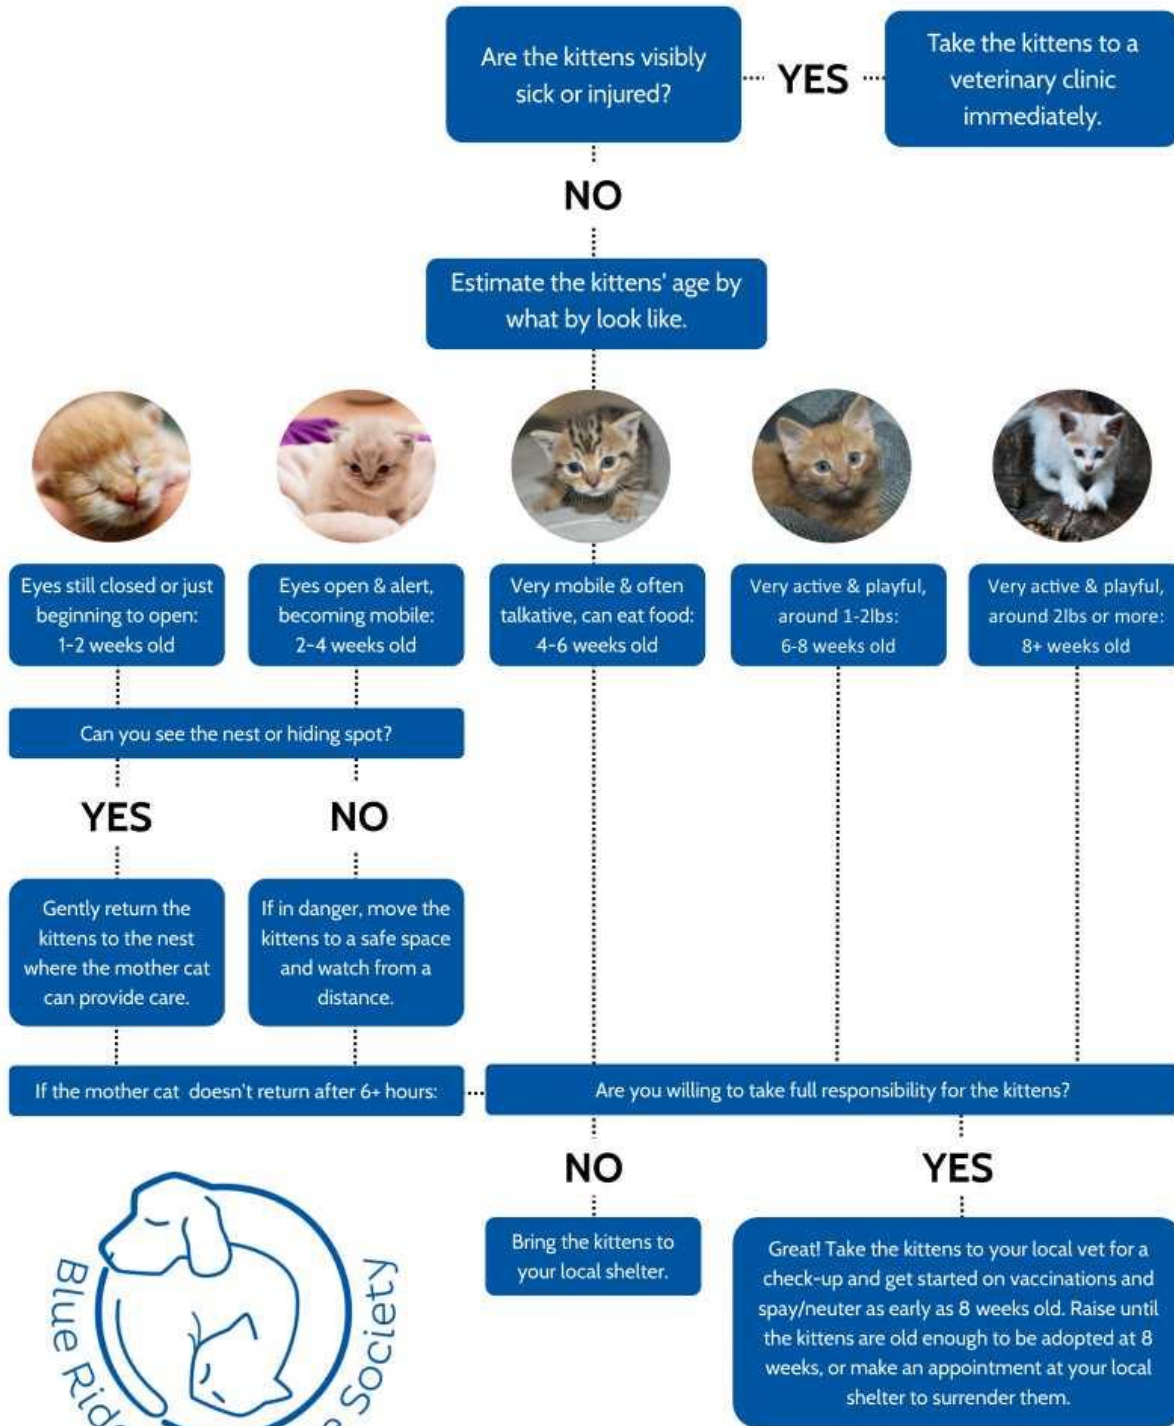 Are the kittens visibly
sick or injured?
YES
Take the kittens to a
veterinary clinic
immediately.
NO
Estimate the kittens' age by
what by look like.
Eyes still closed or just
beginning to open:
1-2 weeks old
Eyes open & alert,
becoming mobile:
2-4 weeks old
Very mobile & often
talkative, can eat food:
4-6 weeks old
Very active & playful,
around 1-2lbs:
6-8 weeks old
Very active & playful,
around 2lbs or more:
8+ weeks old
Can you see the nest or hiding spot?
YES
NO
Gently return the
kittens to the nest
where the mother cat
can provide care.
If in danger, move the
kittens to a safe space
and watch from a
distance.
If the mother cat doesn't return after 6+ hours:
Are you willing to take full responsibility for the kittens?
NO
YES
Bring the kittens to
your local shelter.
Great! Take the kittens to your local vet for a
check-up and get started on vaccinations and
spay/neuter as early as 8 weeks old. Raise until
the kittens are old enough to be adopted at 8
weeks, or make an appointment at your local
shelter to surrender them.
Blue Society